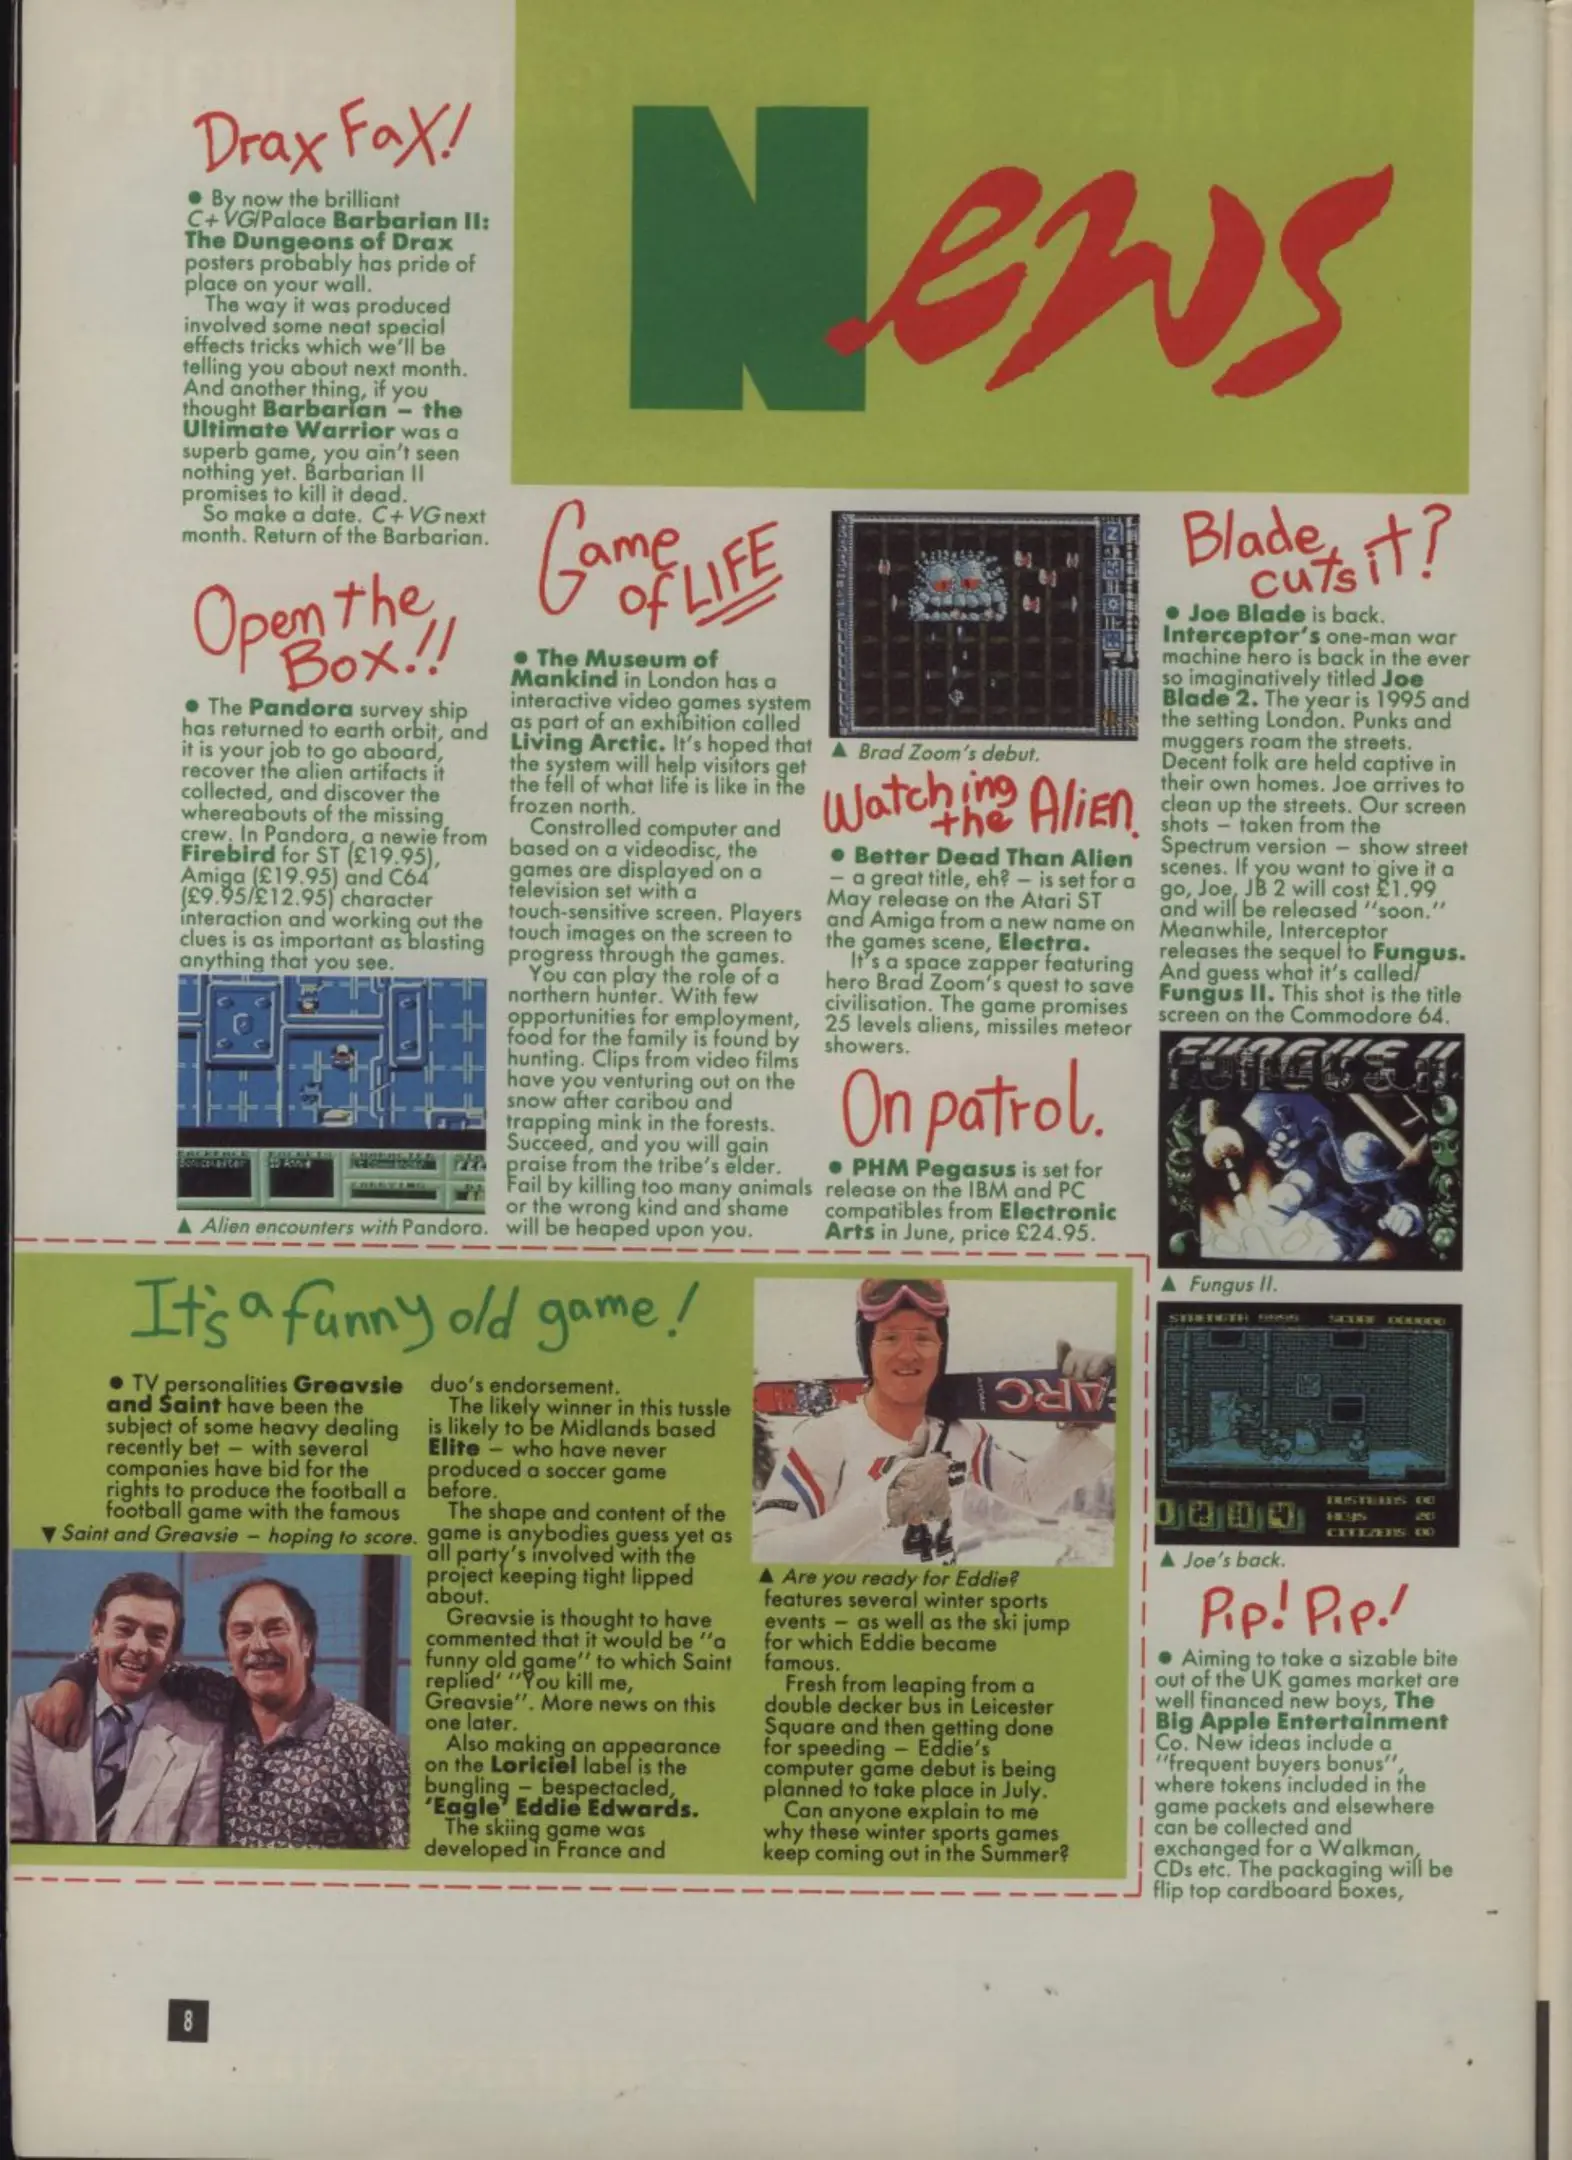 News
Drax Fax!
● By now the brilliant
C+VG/Palace Barbarian II:
The Dungeons of Drax
posters probably has pride of
place on your wall.
The way it was produced
involved some neat special
effects tricks which we'll be
telling you about next month.
And another thing, if you
thought Barbarian – the
Ultimate Warrior was a
superb game, you ain't seen
nothing yet. Barbarian II
promises to kill it dead.
So make a date. C+VG next
month. Return of the Barbarian.
Open the
Box.!!
● The Pandora survey ship
has returned to earth orbit, and
it is your job to go aboard,
recover the alien artifacts it
collected, and discover the
whereabouts of the missing
crew. In Pandora, a newie from
Firebird for ST (£19.95),
Amiga (£19.95) and C64
(£9.95/£12.95) character
interaction and working out the
clues is as important as blasting
anything that you see.
▲ Alien encounters with Pandora.
Game
of LIFE
● The Museum of
Mankind in London has a
interactive video games system
as part of an exhibition called
Living Arctic. It's hoped that
the system will help visitors get
the fell of what life is like in the
frozen north.
Constrolled computer and
based on a videodisc, the
games are displayed on a
television set with a
touch-sensitive screen. Players
touch images on the screen to
progress through the games.
You can play the role of a
northern hunter. With few
opportunities for employment,
food for the family is found by
hunting. Clips from video films
have you venturing out on the
snow after caribou and
trapping mink in the forests.
Succeed, and you will gain
praise from the tribe's elder.
Fail by killing too many animals
or the wrong kind and shame
will be heaped upon you.
▲ Brad Zoom's debut.
Watching
the Alien.
● Better Dead Than Alien
– a great title, eh? – is set for a
May release on the Atari ST
and Amiga from a new name on
the games scene, Electra.
It's a space zapper featuring
hero Brad Zoom's quest to save
civilisation. The game promises
25 levels aliens, missiles meteor
showers.
On patrol.
● PHM Pegasus is set for
release on the IBM and PC
compatibles from Electronic
Arts in June, price £24.95.
Blade
cuts it?
● Joe Blade is back.
Interceptor's one-man war
machine hero is back in the ever
so imaginatively titled Joe
Blade 2. The year is 1995 and
the setting London. Punks and
muggers roam the streets.
Decent folk are held captive in
their own homes. Joe arrives to
clean up the streets. Our screen
shots – taken from the
Spectrum version – show street
scenes. If you want to give it a
go, Joe, JB 2 will cost £1.99
and will be released "soon."
Meanwhile, Interceptor
releases the sequel to Fungus.
And guess what it's called/
Fungus II. This shot is the title
screen on the Commodore 64.
FUNGUS II
▲ Fungus II.
STRENGTH 9999 SCORE 000000
KEYS 20
CITIZENS 00
▲ Joe's back.
Pip! Pip!
● Aiming to take a sizable bite
out of the UK games market are
well financed new boys, The
Big Apple Entertainment
Co. New ideas include a
"frequent buyers bonus",
where tokens included in the
game packets and elsewhere
can be collected and
exchanged for a Walkman,
CDs etc. The packaging will be
flip top cardboard boxes,
It's a funny old game!
● TV personalities Greavsie
and Saint have been the
subject of some heavy dealing
recently bet – with several
companies have bid for the
rights to produce the football a
football game with the famous
▼ Saint and Greavsie – hoping to score.
duo's endorsement.
The likely winner in this tussle
is likely to be Midlands based
Elite – who have never
produced a soccer game
before.
The shape and content of the
game is anybodies guess yet as
all party's involved with the
project keeping tight lipped
about.
Greavsie is thought to have
commented that it would be "a
funny old game" to which Saint
replied' "You kill me,
Greavsie". More news on this
one later.
Also making an appearance
on the Loriciel label is the
bungling – bespectacled,
'Eagle' Eddie Edwards.
The skiing game was
developed in France and
▲ Are you ready for Eddie?
features several winter sports
events – as well as the ski jump
for which Eddie became
famous.
Fresh from leaping from a
double decker bus in Leicester
Square and then getting done
for speeding – Eddie's
computer game debut is being
planned to take place in July.
Can anyone explain to me
why these winter sports games
keep coming out in the Summer?
8